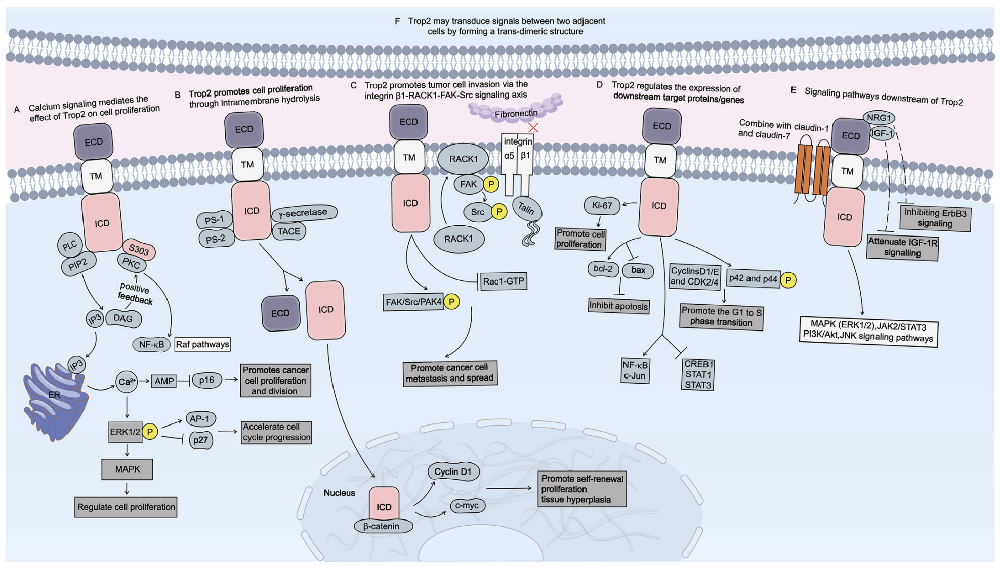 F Trop2 may transduce signals between two adjacent
cells by forming a trans-dimeric structure
A Calcium signaling mediates the
effect of Trop2 on cell proliferation
ECD
TM
ICD
PLC
PIP2
S303
PKC
positive
feedback
IP3
DAG
NF-κB
Raf pathways
IP3
ER
Ca²⁺
AMP
p16
Promotes cancer
cell proliferation
and division
ERK1/2
P
AP-1
p27
Accelerate cell
cycle progression
MAPK
Regulate cell proliferation
B Trop2 promotes cell proliferation
through intramembrane hydrolysis
ECD
TM
ICD
PS-1
PS-2
γ-secretase
TACE
ECD
ICD
Nucleus
ICD
β-catenin
Cyclin D1
c-myc
Promote self-renewal
proliferation
tissue hyperplasia
C Trop2 promotes tumor cell invasion via the
integrin β1-RACK1-FAK-Src signaling axis
ECD
TM
ICD
Fibronectin
integrin
α5
β1
RACK1
FAK
P
Src
P
Talin
RACK1
Rac1-GTP
FAK/Src/PAK4
P
Promote cancer cell
metastasis and spread
D Trop2 regulates the expression of
downstream target proteins/genes
ECD
TM
ICD
Ki-67
Promote cell
proliferation
bcl-2
bax
Inhibit apotosis
CyclinsD1/E
and CDK2/4
p42 and p44
P
Promote the G1 to S
phase transition
NF-κB
c-Jun
CREB1
STAT1
STAT3
E Signaling pathways downstream of Trop2
Combine with claudin-1
and claudin-7
ECD
NRG1
IGF-1
TM
ICD
Inhibiting ErbB3
signaling
Attenuate IGF-1R
signalling
MAPK (ERK1/2),JAK2/STAT3
PI3K/Akt,JNK signaling pathways